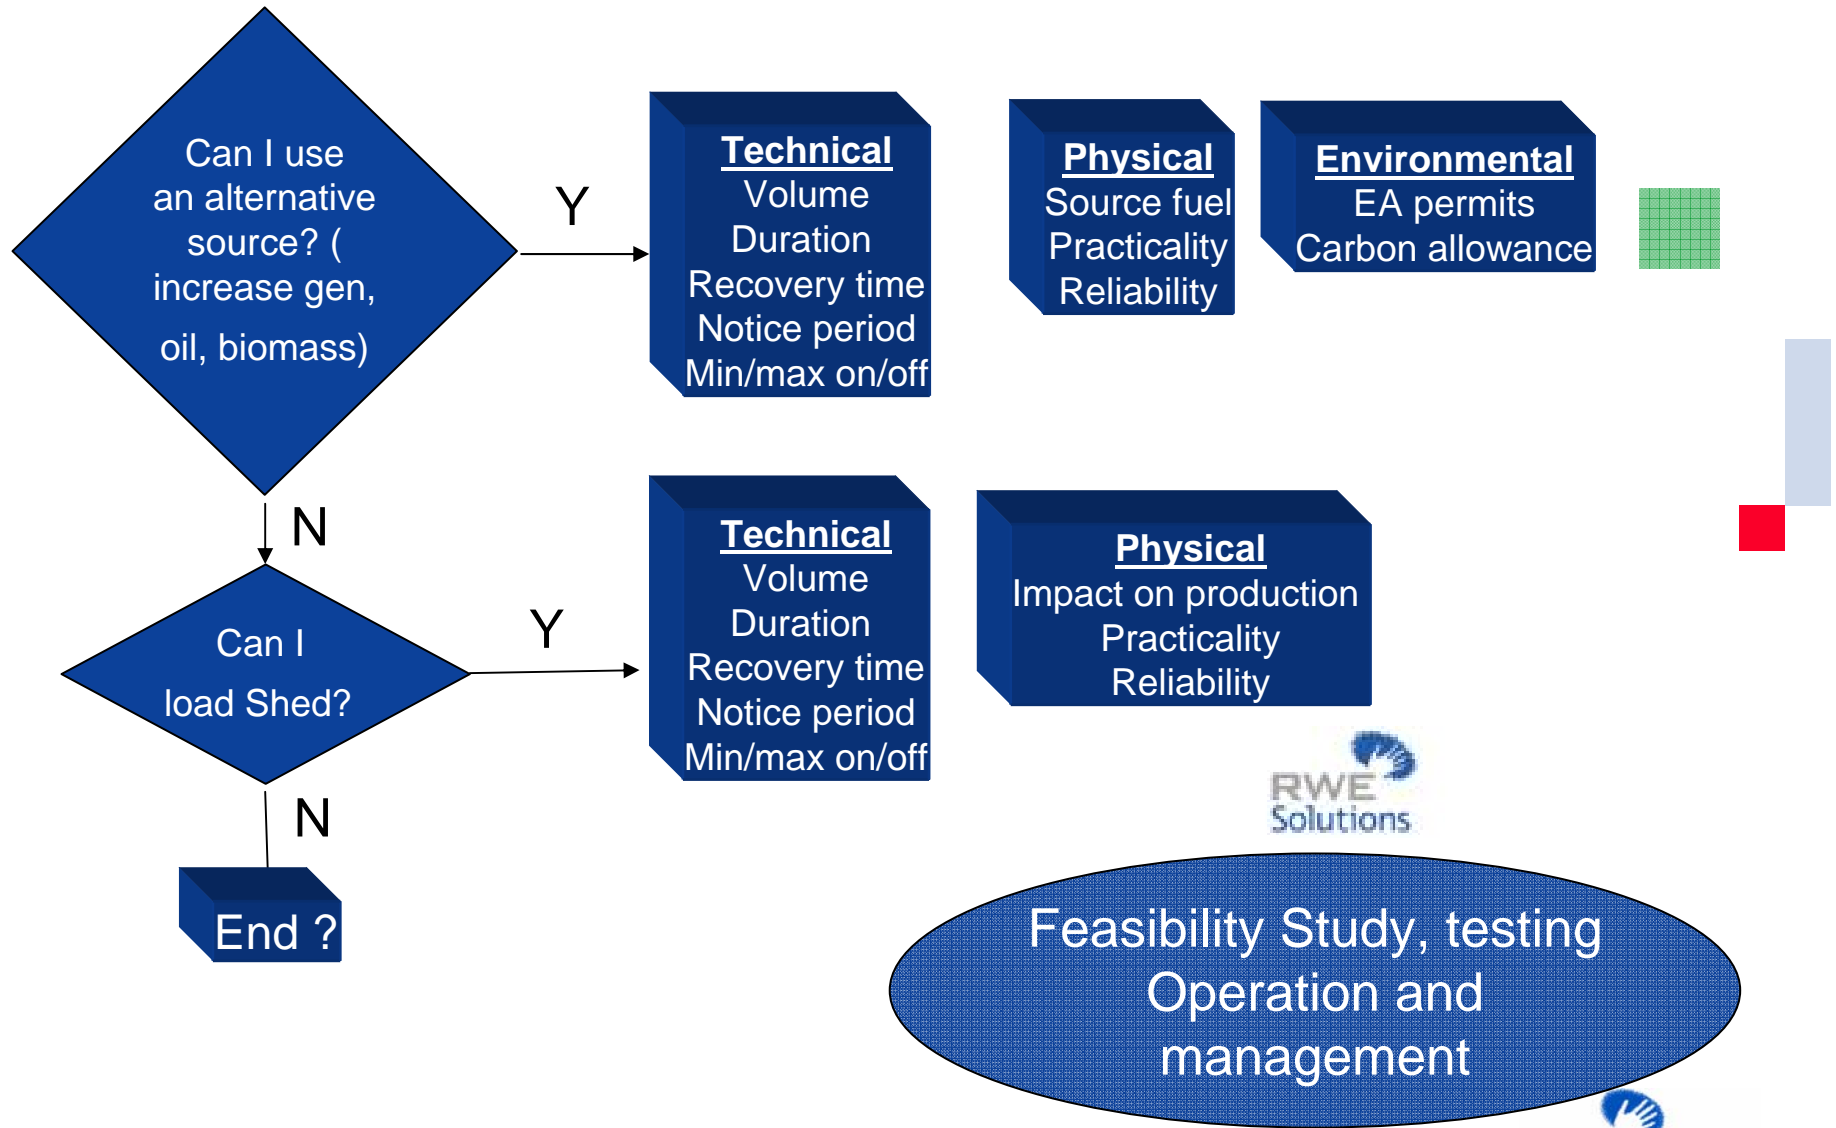 Can I use
an alternative
source? (
increase gen,
oil, biomass)
Y
Technical
Volume
Duration
Recovery time
Notice period
Min/max on/off
Physical
Source fuel
Practicality
Reliability
Environmental
EA permits
Carbon allowance
N
Can I
load Shed?
Y
Technical
Volume
Duration
Recovery time
Notice period
Min/max on/off
Physical
Impact on production
Practicality
Reliability
N
End ?
RWE
Solutions
Feasibility Study, testing
Operation and
management